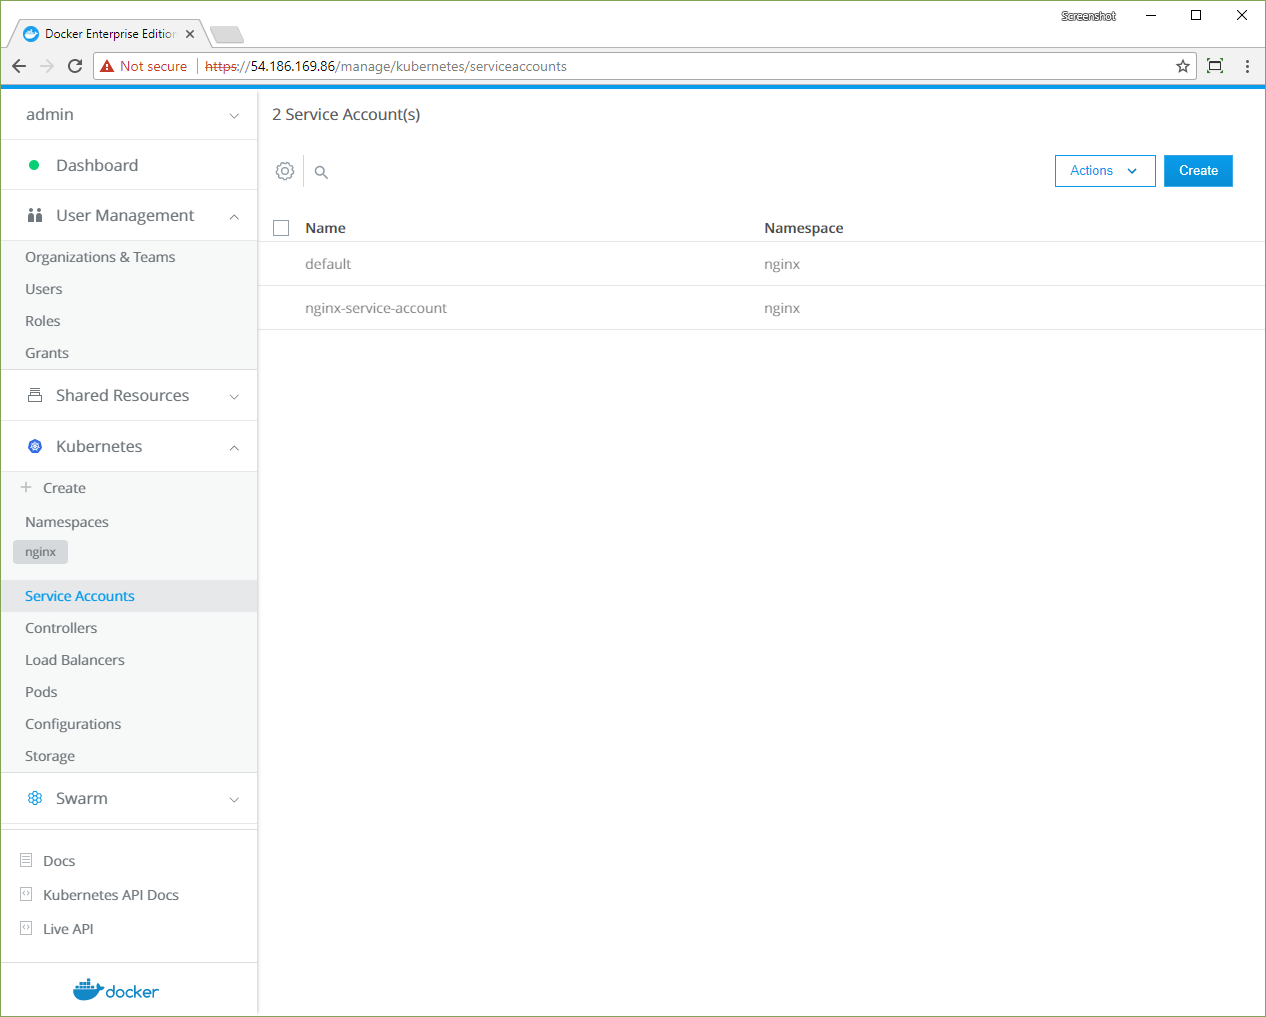 Screenshot
Docker Enterprise Edition
Not secure https://54.186.169.86/manage/kubernetes/serviceaccounts
admin
Dashboard
User Management
Organizations & Teams
Users
Roles
Grants
Shared Resources
Kubernetes
Create
Namespaces
nginx
Service Accounts
Controllers
Load Balancers
Pods
Configurations
Storage
Swarm
Docs
Kubernetes API Docs
Live API
docker
2 Service Account(s)
Actions Create
Name Namespace
default nginx
nginx-service-account nginx